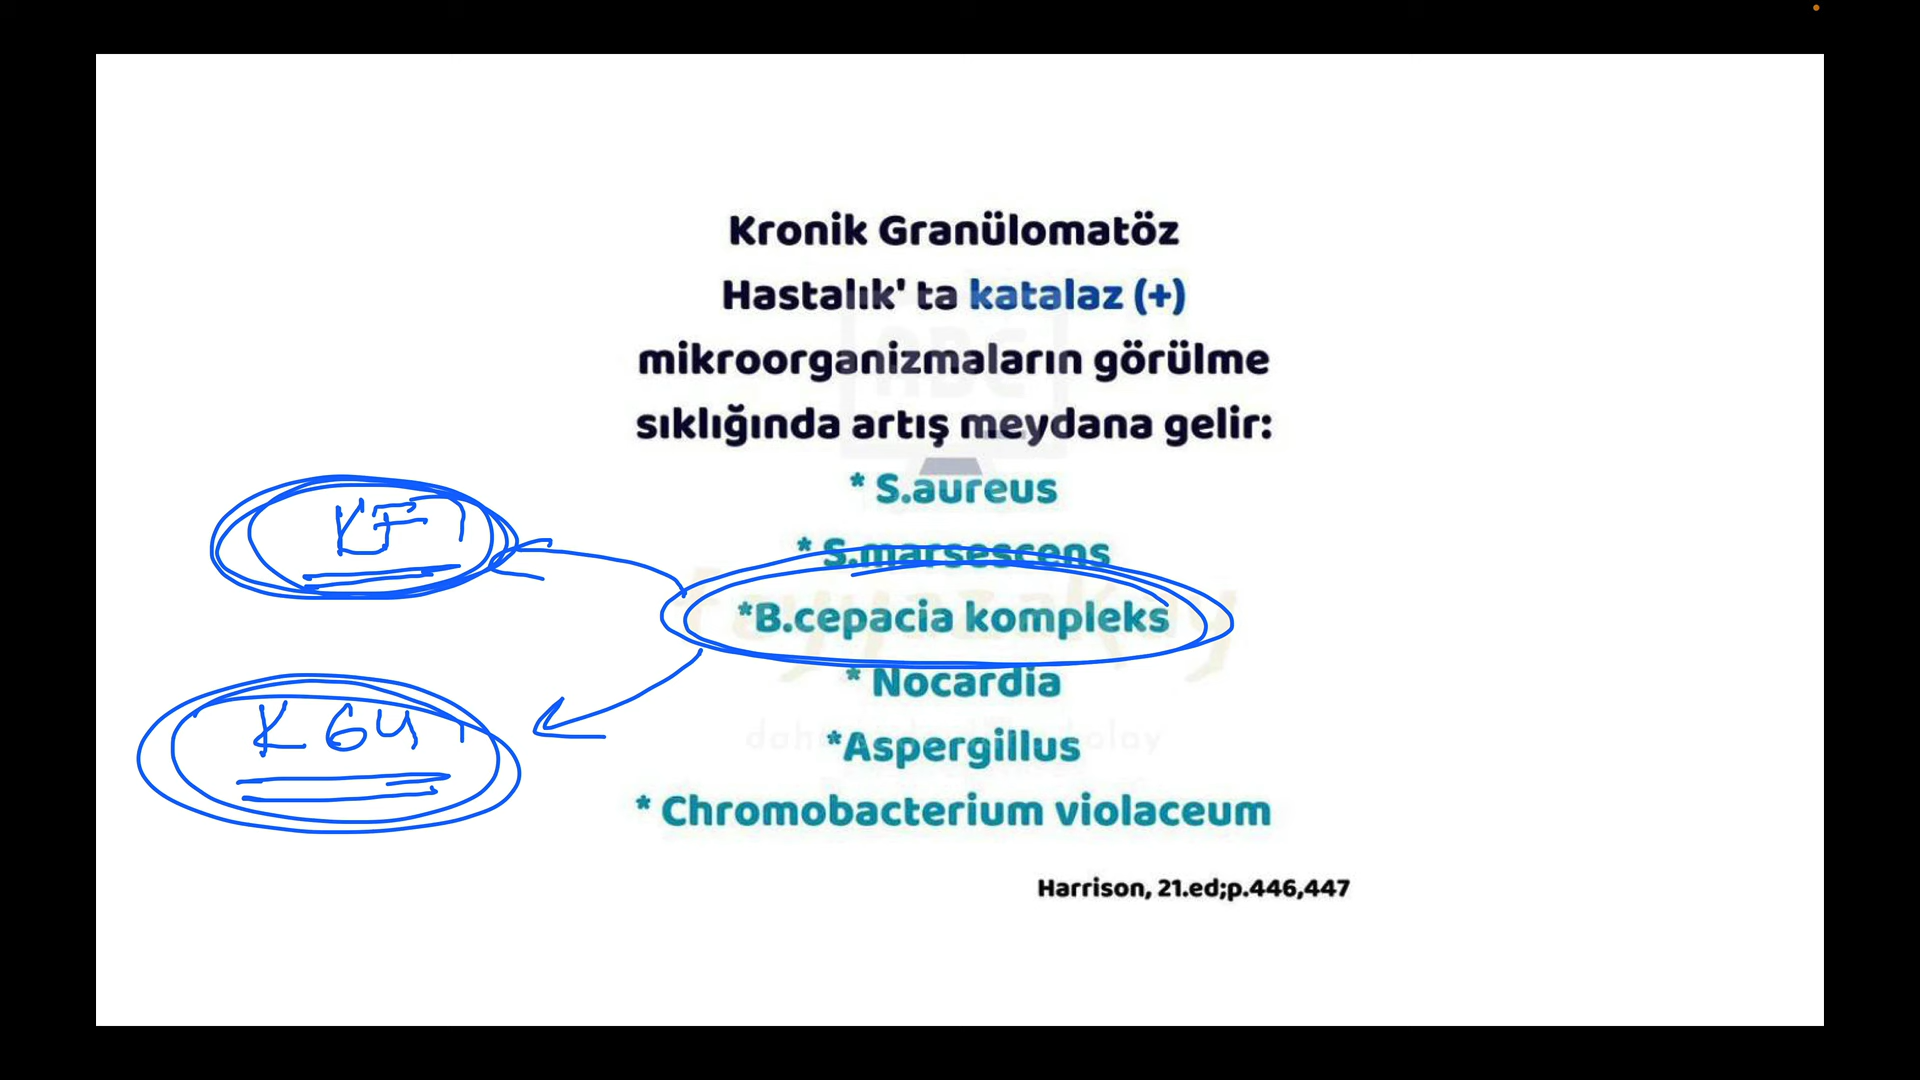 Kronik Granülomatöz
Hastalık' ta katalaz (+)
mikroorganizmaların görülme
sıklığında artış meydana gelir:
* S.aureus
* S.marsescens
*B.cepacia kompleks
* Nocardia
*Aspergillus
* Chromobacterium violaceum
Harrison, 21.ed;p.446,447
KF
ABC